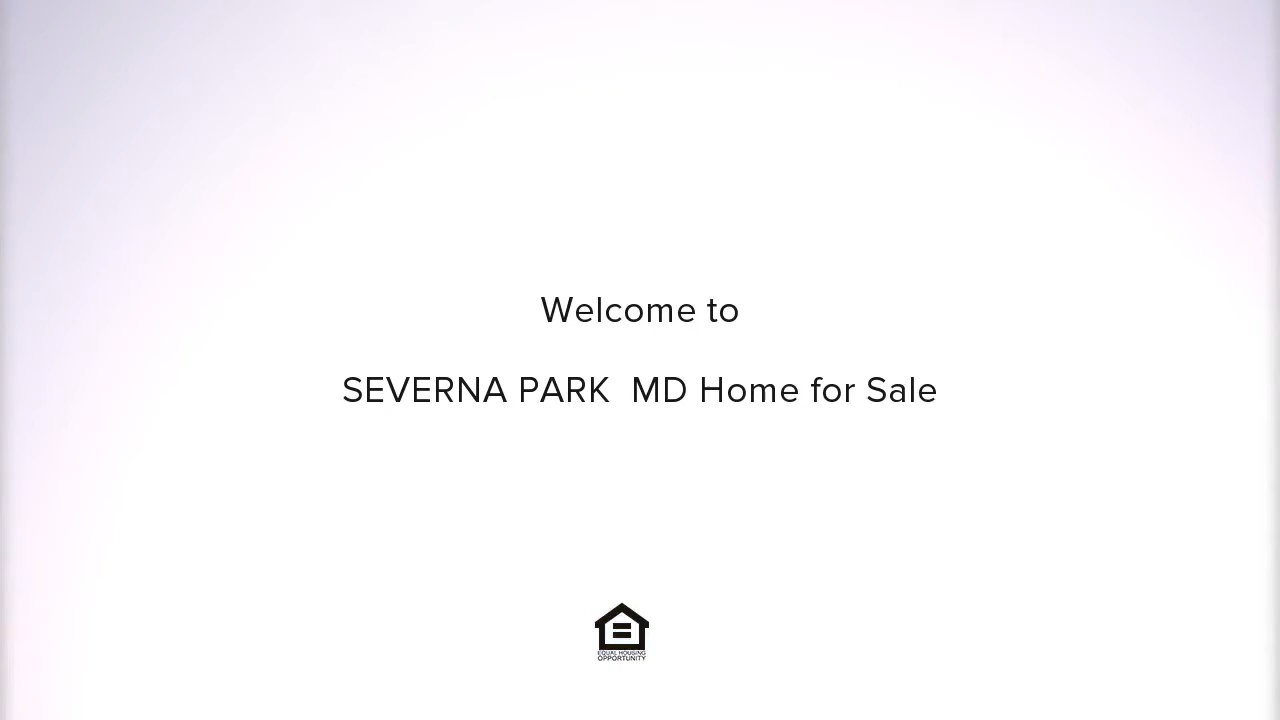 Welcome to
SEVERNA PARK  MD Home for Sale
EQUAL HOUSING
OPPORTUNITY